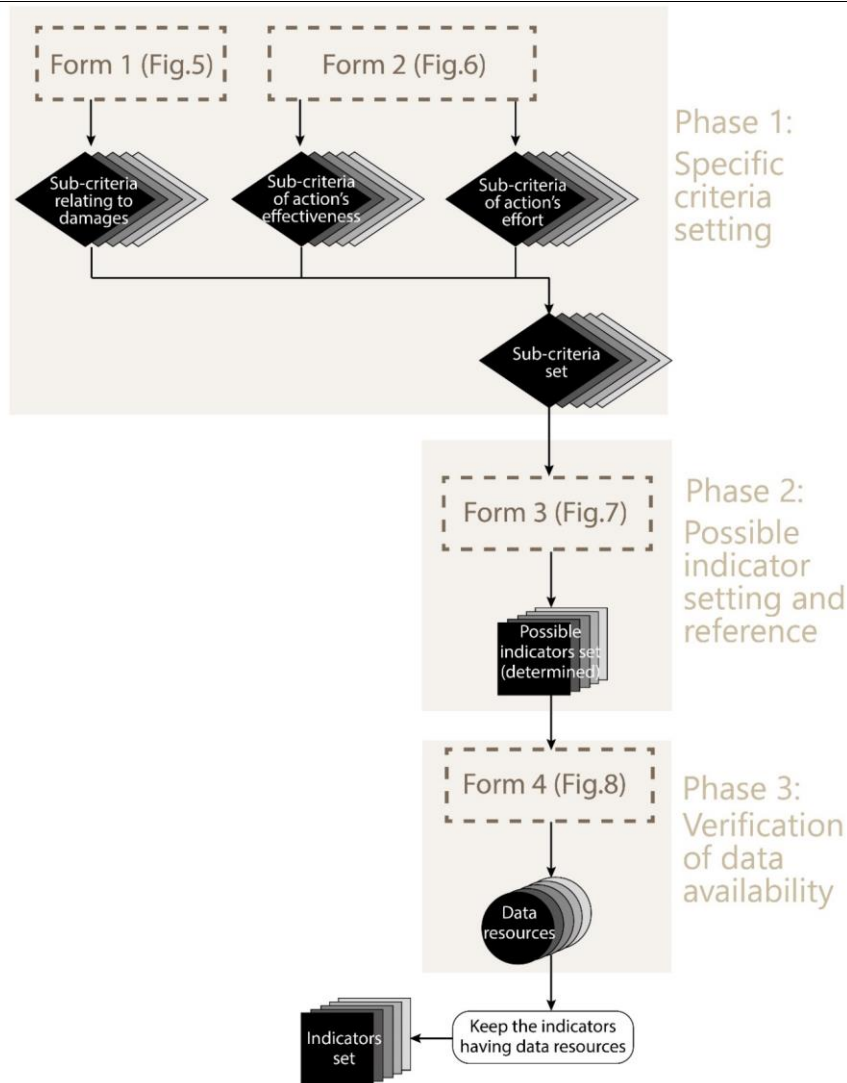 Form 1 (Fig.5)
Form 2 (Fig.6)
Phase 1:
Specific
criteria
setting
Sub-criteria
relating to
damages
Sub-criteria
of action's
effectiveness
Sub-criteria
of action's
effort
Sub-criteria
set
Form 3 (Fig.7)
Phase 2:
Possible
indicator
setting and
reference
Possible
indicators set
(determined)
Form 4 (Fig.8)
Phase 3:
Verification
of data
availability
Data
resources
Keep the indicators
having data resources
Indicators
set